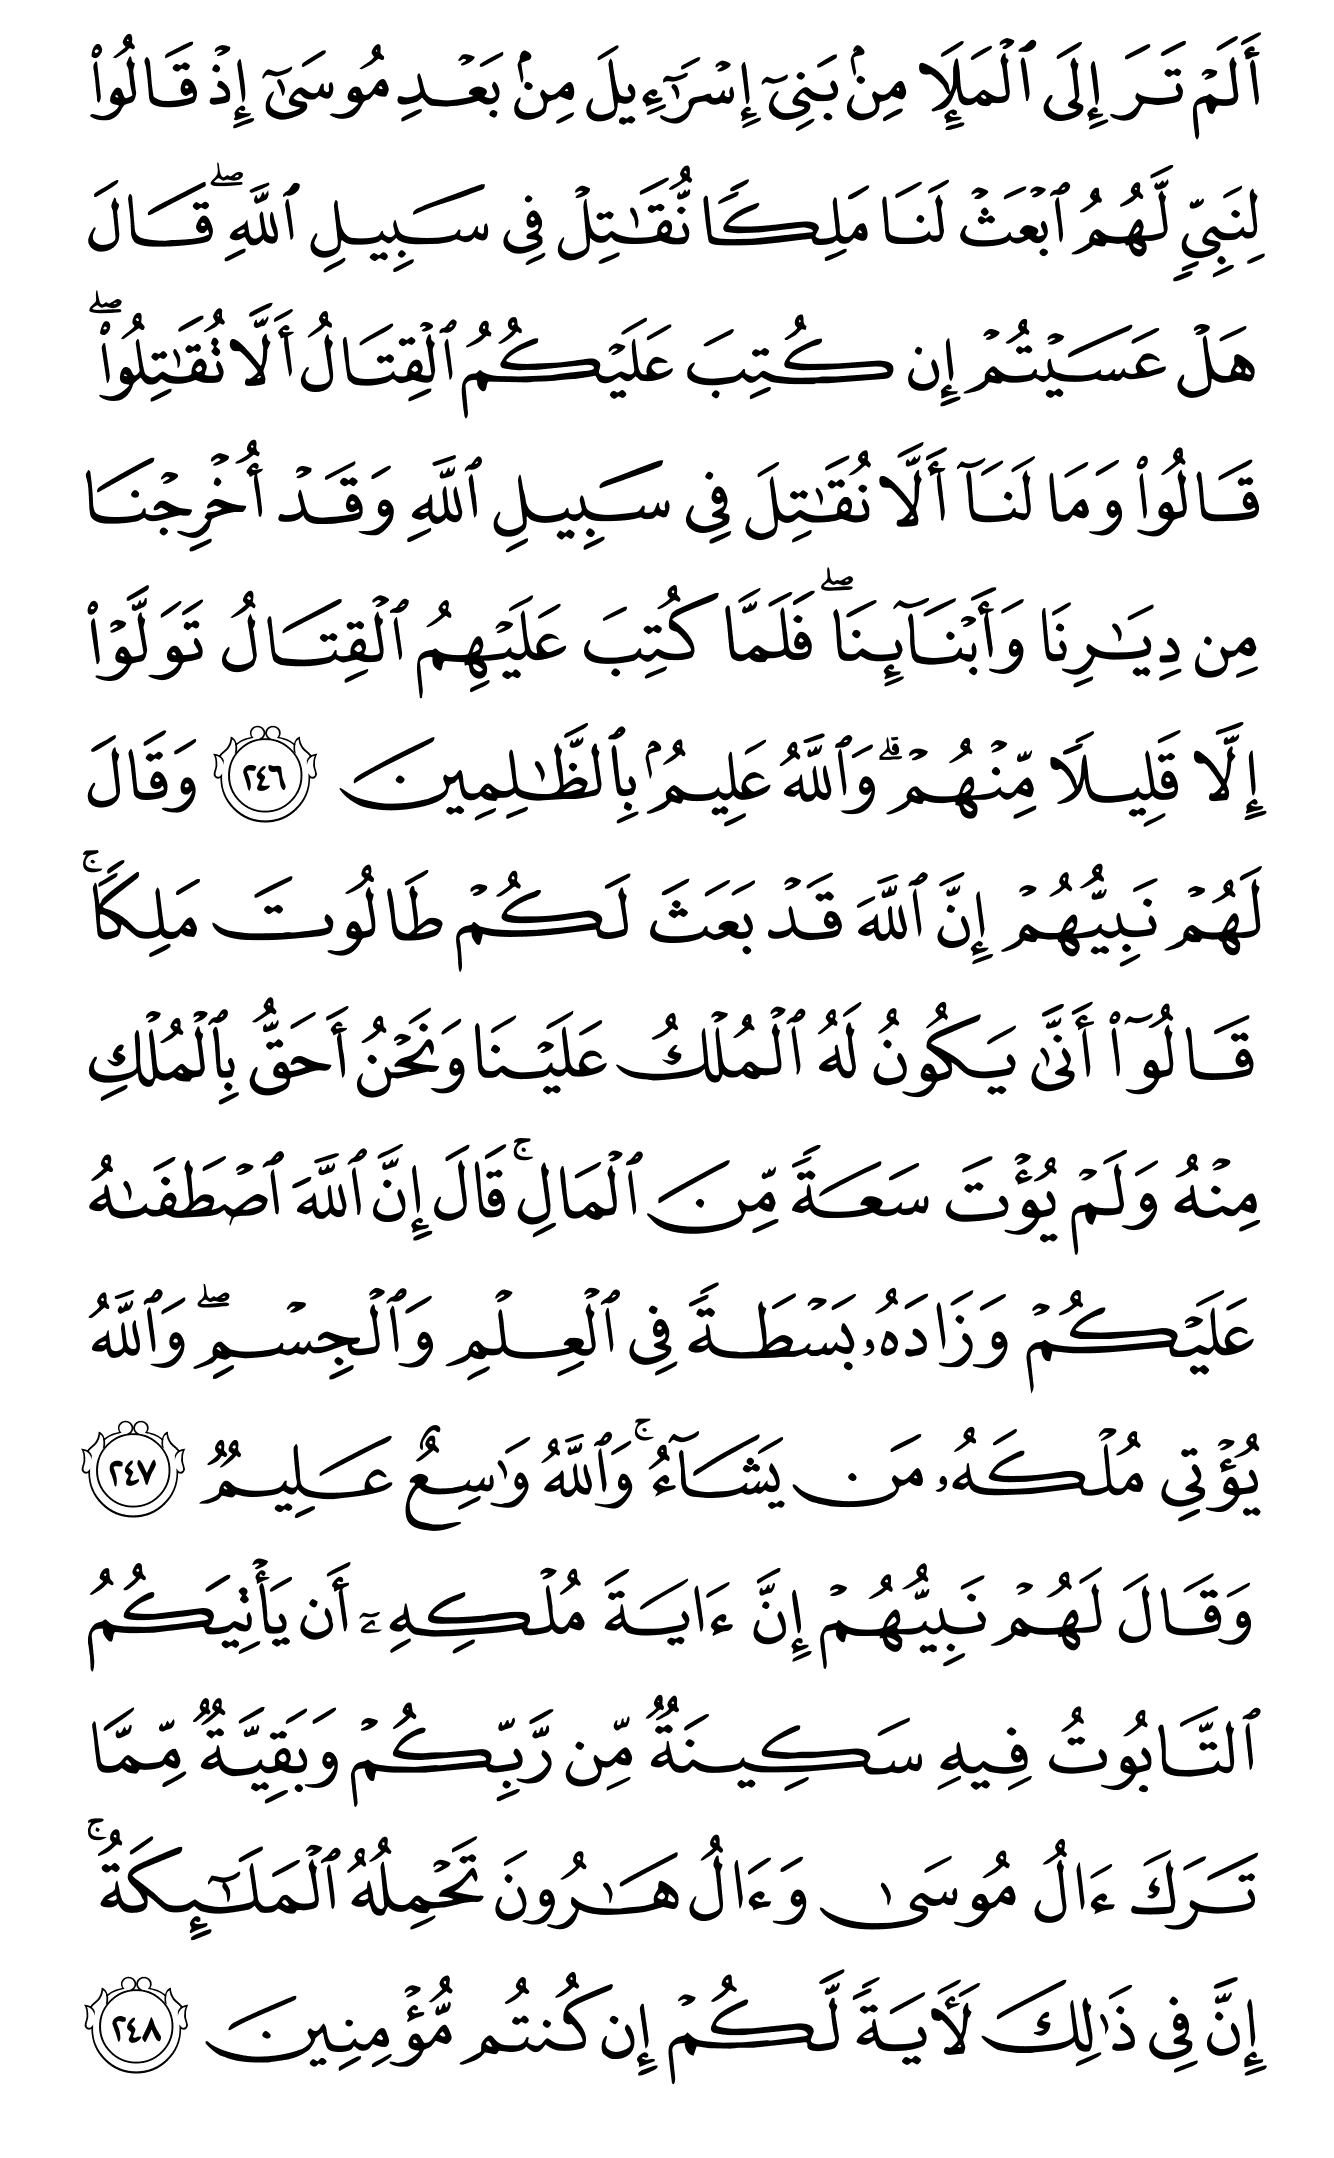 أَلَمۡ تَرَ إِلَى ٱلۡمَلَإِ مِنۢ بَنِيٓ إِسۡرَـٰٓءِيلَ مِنۢ بَعۡدِ مُوسَىٰٓ إِذۡ قَالُواْ
لِنَبِيّٖ لَّهُمُ ٱبۡعَثۡ لَنَا مَلِكٗا نُّقَٰتِلۡ فِي سَبِيلِ ٱللَّهِۖ قَالَ
هَلۡ عَسَيۡتُمۡ إِن كُتِبَ عَلَيۡكُمُ ٱلۡقِتَالُ أَلَّا تُقَٰتِلُواْۖ
قَالُواْ وَمَا لَنَآ أَلَّا نُقَٰتِلَ فِي سَبِيلِ ٱللَّهِ وَقَدۡ أُخۡرِجۡنَا
مِن دِيَٰرِنَا وَأَبۡنَآئِنَاۖ فَلَمَّا كُتِبَ عَلَيۡهِمُ ٱلۡقِتَالُ تَوَلَّوۡاْ
إِلَّا قَلِيلٗا مِّنۡهُمۡۚ وَٱللَّهُ عَلِيمُۢ بِٱلظَّٰلِمِينَ ٢٤٦ وَقَالَ
لَهُمۡ نَبِيُّهُمۡ إِنَّ ٱللَّهَ قَدۡ بَعَثَ لَكُمۡ طَالُوتَ مَلِكٗاۚ
قَالُوٓاْ أَنَّىٰ يَكُونُ لَهُ ٱلۡمُلۡكُ عَلَيۡنَا وَنَحۡنُ أَحَقُّ بِٱلۡمُلۡكِ
مِنۡهُ وَلَمۡ يُؤۡتَ سَعَةٗ مِّنَ ٱلۡمَالِۚ قَالَ إِنَّ ٱللَّهَ ٱصۡطَفَىٰهُ
عَلَيۡكُمۡ وَزَادَهُۥ بَسۡطَةٗ فِي ٱلۡعِلۡمِ وَٱلۡجِسۡمِۖ وَٱللَّهُ
يُؤۡتِي مُلۡكَهُۥ مَن يَشَآءُۚ وَٱللَّهُ وَٰسِعٌ عَلِيمٞ ٢٤٧
وَقَالَ لَهُمۡ نَبِيُّهُمۡ إِنَّ ءَايَةَ مُلۡكِهِۦٓ أَن يَأۡتِيَكُمُ
ٱلتَّابُوتُ فِيهِ سَكِينَةٞ مِّن رَّبِّكُمۡ وَبَقِيَّةٞ مِّمَّا
تَرَكَ ءَالُ مُوسَىٰ وَءَالُ هَٰرُونَ تَحۡمِلُهُ ٱلۡمَلَٰٓئِكَةُۚ
إِنَّ فِي ذَٰلِكَ لَأٓيَةٗ لَّكُمۡ إِن كُنتُم مُّؤۡمِنِينَ ٢٤٨